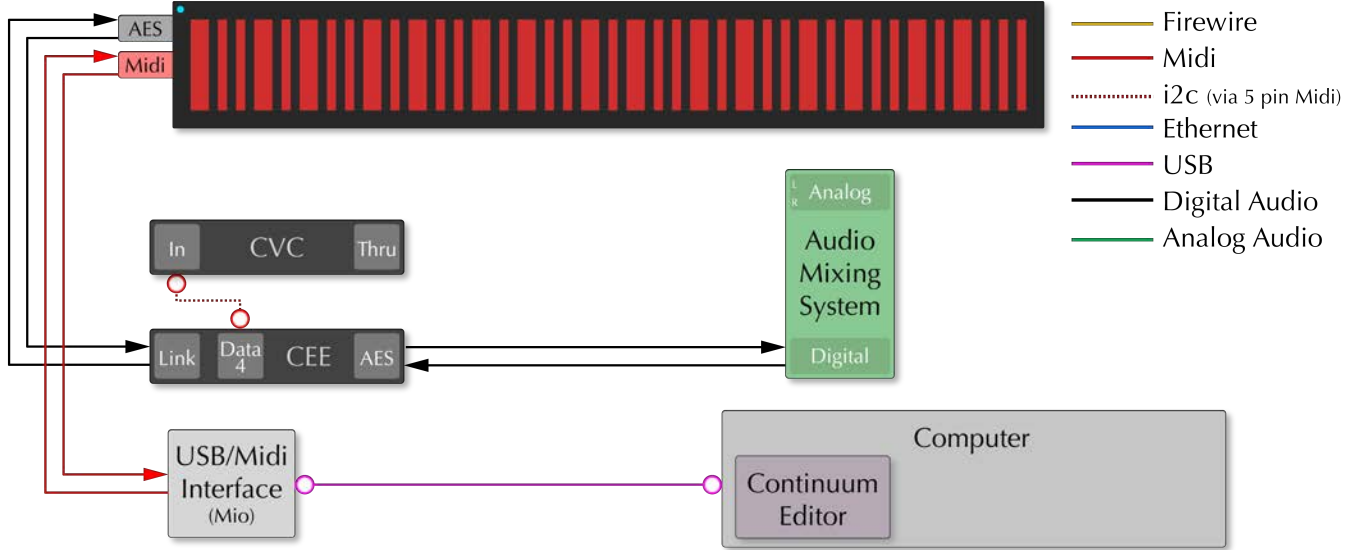 AES
Midi
Firewire
Midi
i2c (via 5 pin Midi)
Ethernet
USB
Digital Audio
Analog Audio
In
CVC
Thru
L
R
Analog
Audio
Mixing
System
Digital
Link
Data
4
CEE
AES
USB/Midi
Interface
(Mio)
Computer
Continuum
Editor